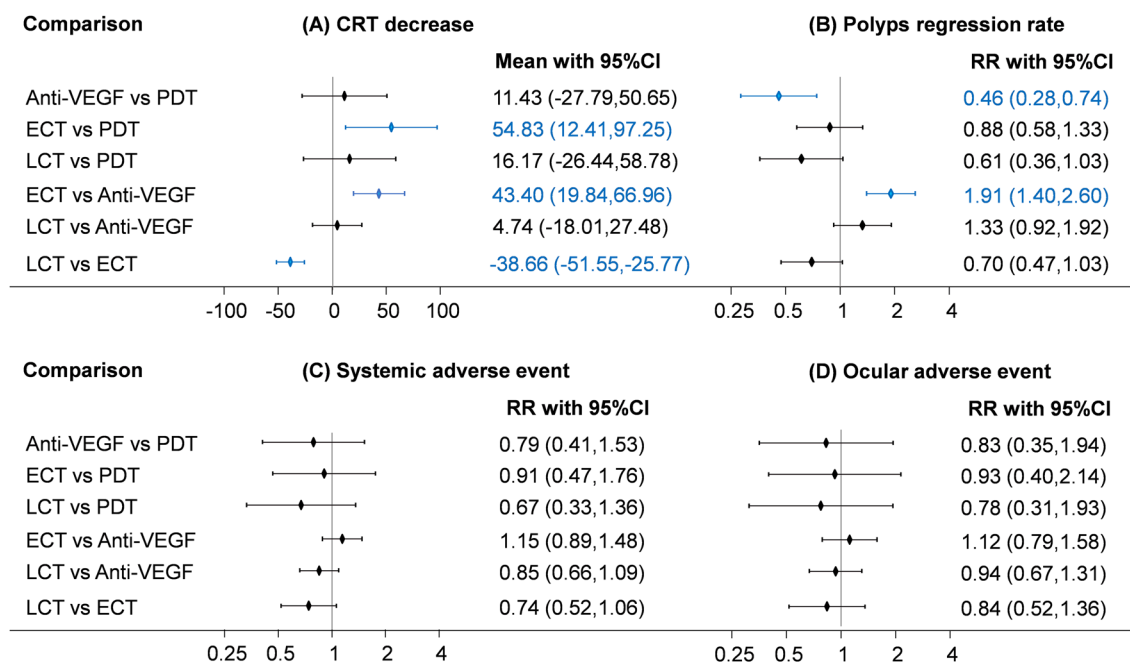 Comparison (A) CRT decrease (B) Polyps regression rate
Mean with 95%CI RR with 95%CI
Anti-VEGF vs PDT 11.43 (-27.79,50.65) 0.46 (0.28,0.74)
ECT vs PDT 54.83 (12.41,97.25) 0.88 (0.58,1.33)
LCT vs PDT 16.17 (-26.44,58.78) 0.61 (0.36,1.03)
ECT vs Anti-VEGF 43.40 (19.84,66.96) 1.91 (1.40,2.60)
LCT vs Anti-VEGF 4.74 (-18.01,27.48) 1.33 (0.92,1.92)
LCT vs ECT -38.66 (-51.55,-25.77) 0.70 (0.47,1.03)
-100 -50 0 50 100 0.25 0.5 1 2 4
Comparison (C) Systemic adverse event (D) Ocular adverse event
RR with 95%CI RR with 95%CI
Anti-VEGF vs PDT 0.79 (0.41,1.53) 0.83 (0.35,1.94)
ECT vs PDT 0.91 (0.47,1.76) 0.93 (0.40,2.14)
LCT vs PDT 0.67 (0.33,1.36) 0.78 (0.31,1.93)
ECT vs Anti-VEGF 1.15 (0.89,1.48) 1.12 (0.79,1.58)
LCT vs Anti-VEGF 0.85 (0.66,1.09) 0.94 (0.67,1.31)
LCT vs ECT 0.74 (0.52,1.06) 0.84 (0.52,1.36)
0.25 0.5 1 2 4 0.25 0.5 1 2 4